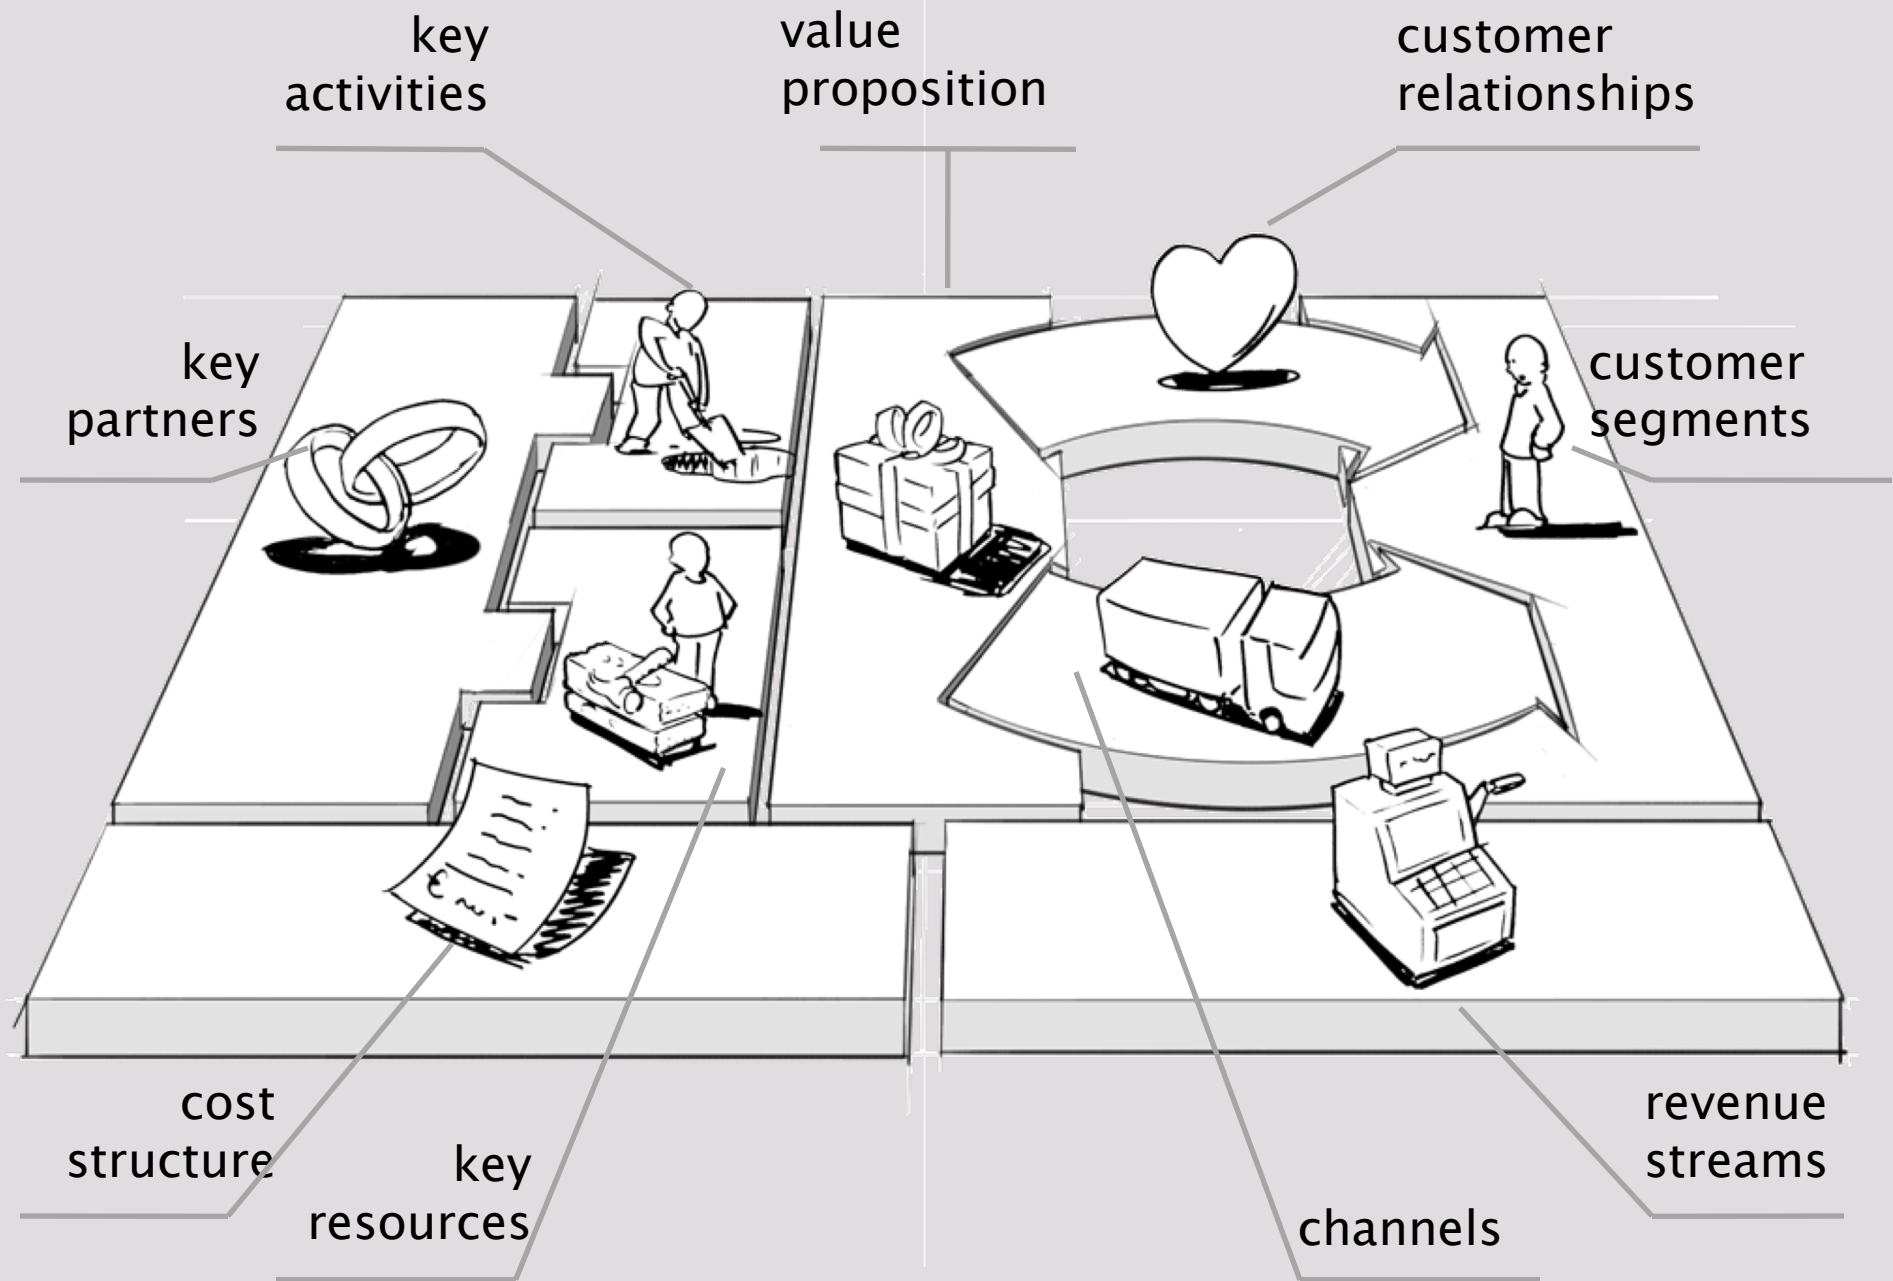 key
activities
value
proposition
customer
relationships
key
partners
customer
segments
cost
structure
key
resources
channels
revenue
streams